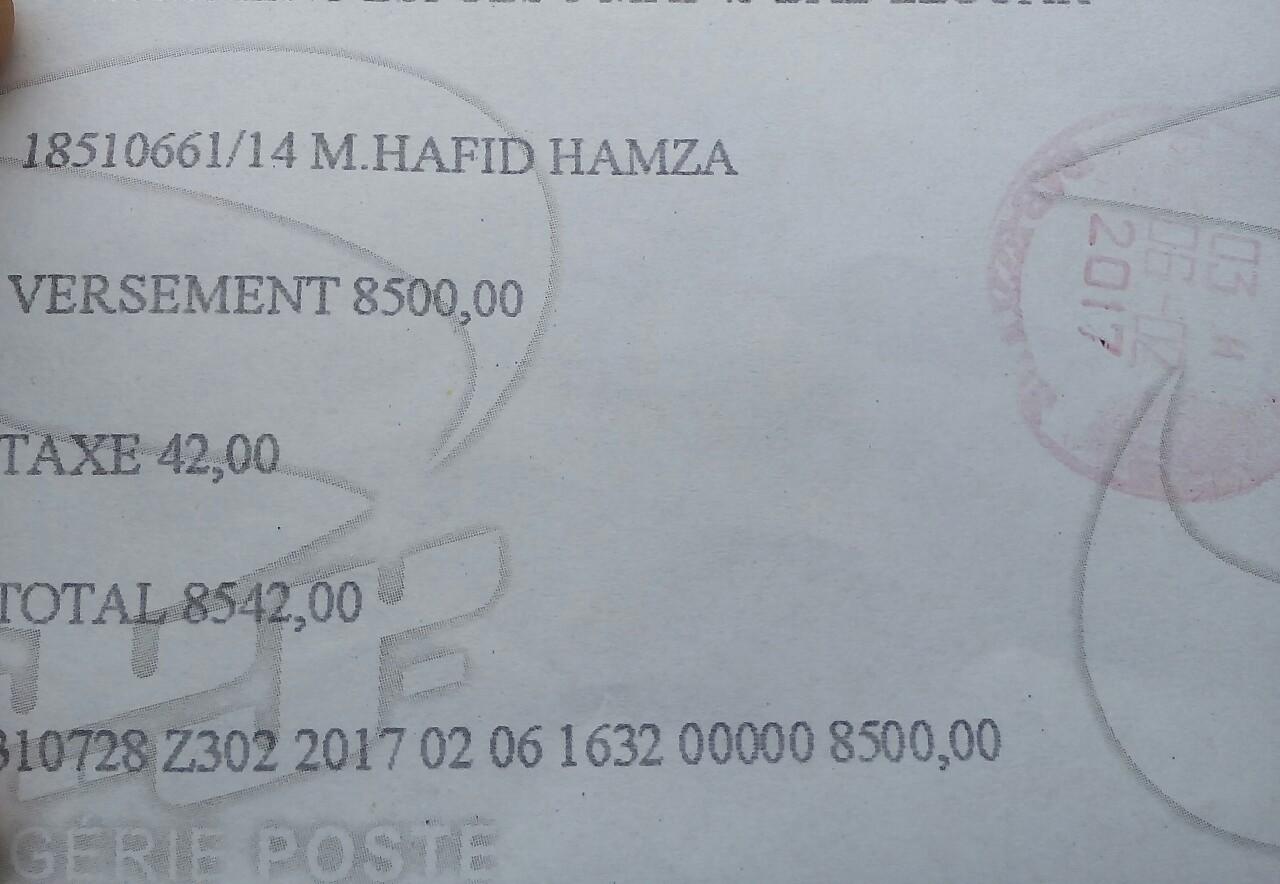 18510661/14 M.HAFID HAMZA
VERSEMENT 8500,00
TAXE 42,00
TOTAL 8542,00
310728 Z302 2017 02 06 1632 00000 8500,00
GÉRIE POSTE
03
06-02
2017